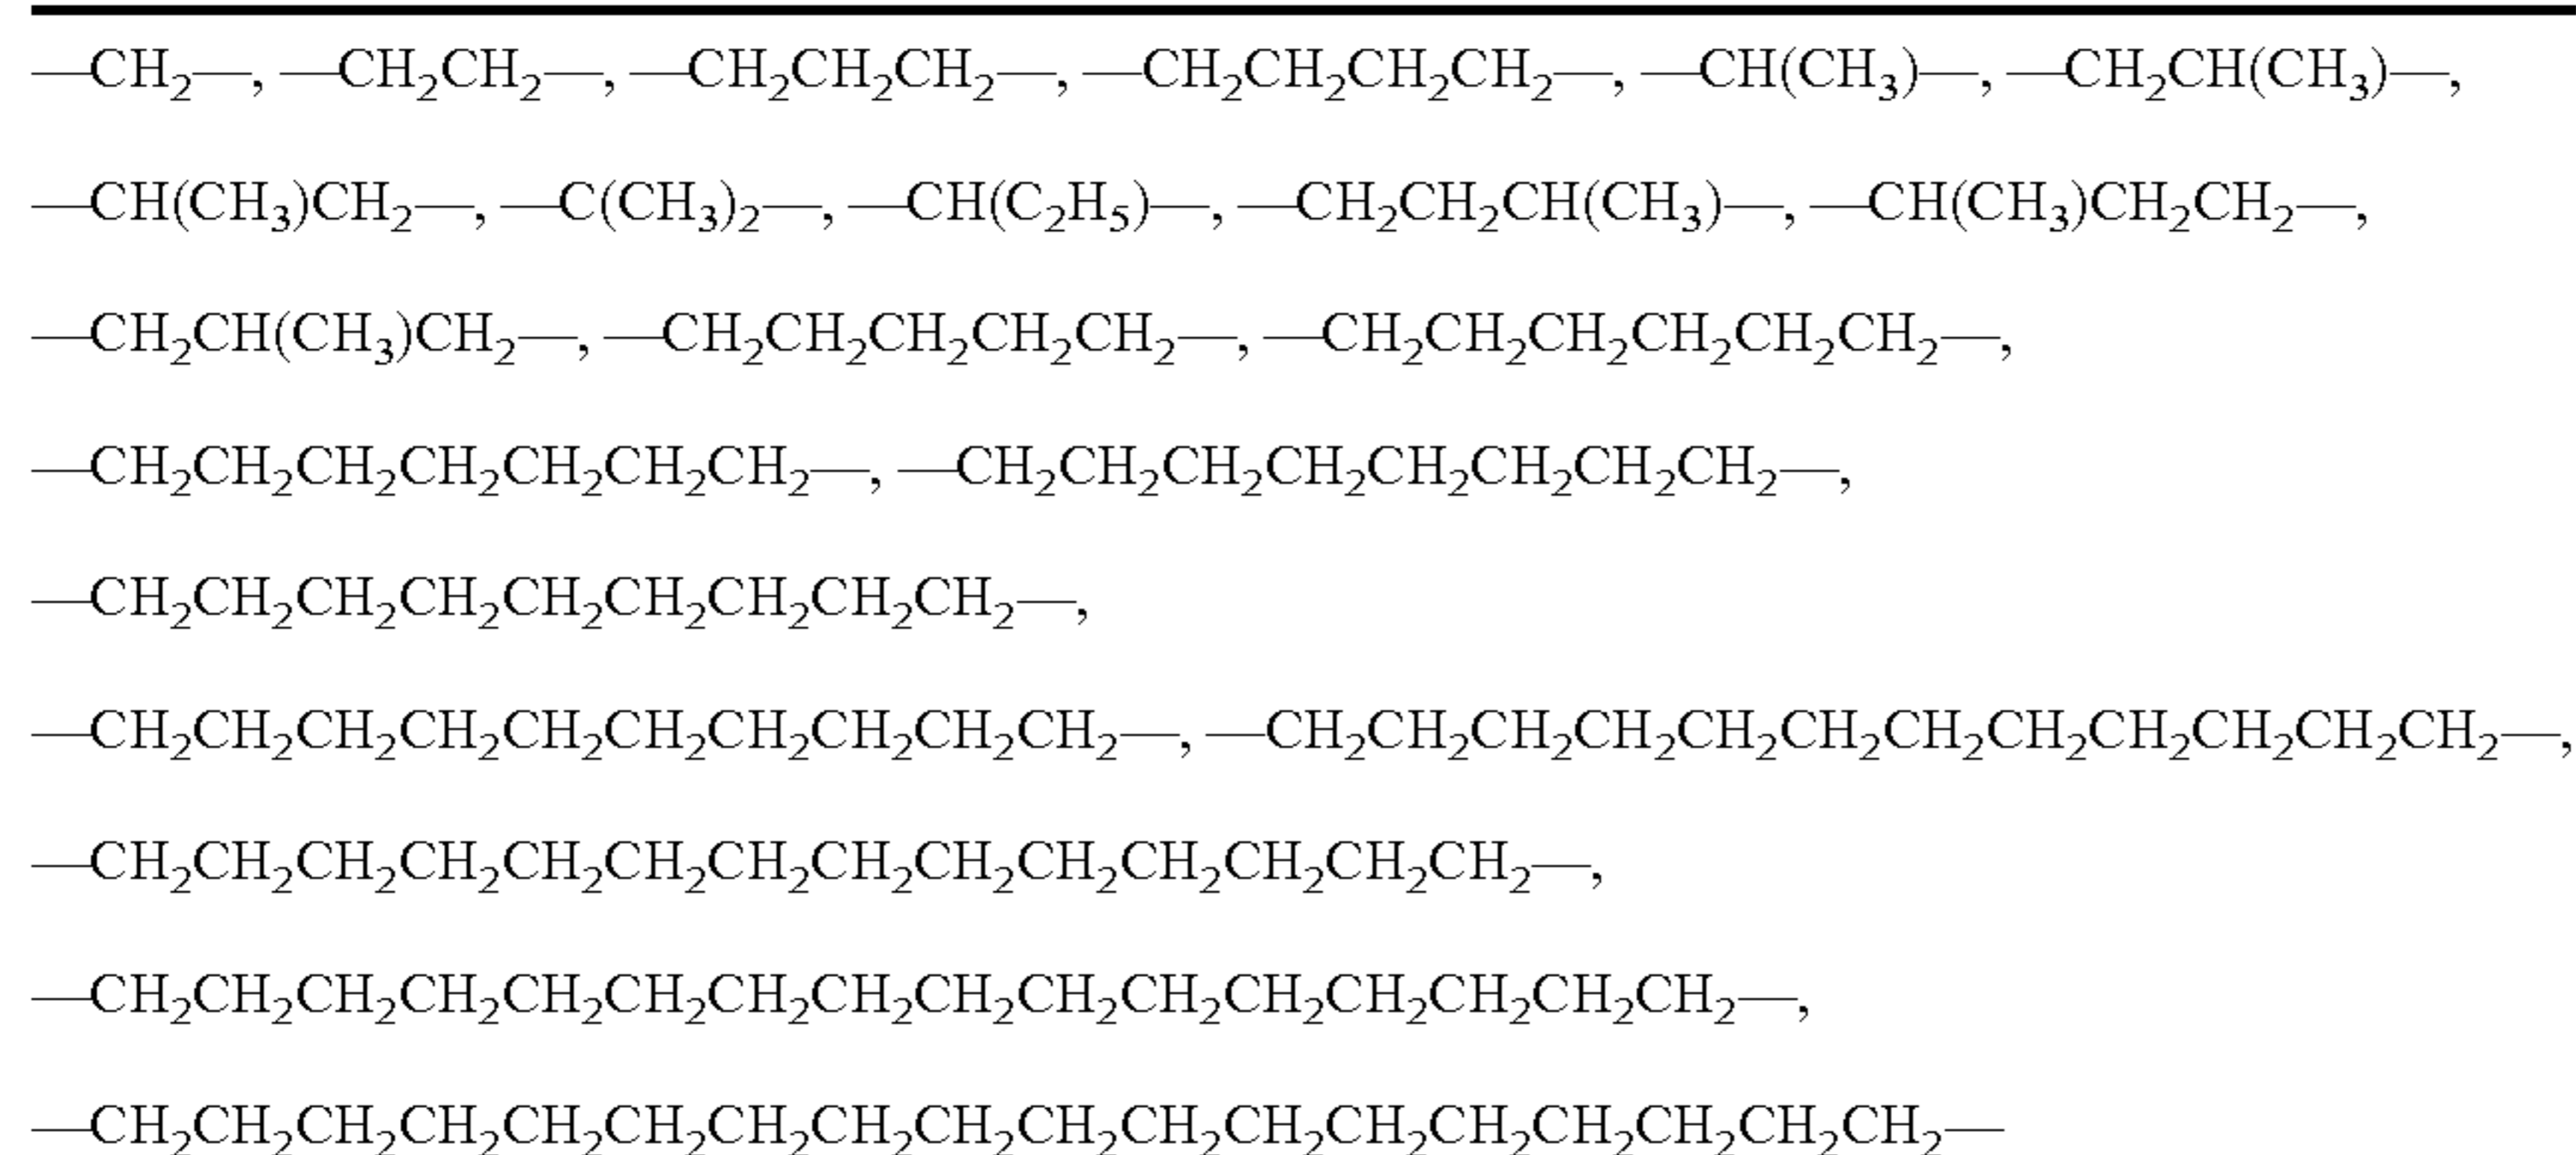 —CH₂—, —CH₂CH₂—, —CH₂CH₂CH₂—, —CH₂CH₂CH₂CH₂—, —CH(CH₃)—, —CH₂CH(CH₃)—,
—CH(CH₃)CH₂—, —C(CH₃)₂—, —CH(C₂H₅)—, —CH₂CH₂CH(CH₃)—, —CH(CH₃)CH₂CH₂—,
—CH₂CH(CH₃)CH₂—, —CH₂CH₂CH₂CH₂CH₂—, —CH₂CH₂CH₂CH₂CH₂CH₂—,
—CH₂CH₂CH₂CH₂CH₂CH₂CH₂—, —CH₂CH₂CH₂CH₂CH₂CH₂CH₂CH₂—,
—CH₂CH₂CH₂CH₂CH₂CH₂CH₂CH₂CH₂—,
—CH₂CH₂CH₂CH₂CH₂CH₂CH₂CH₂CH₂CH₂—, —CH₂CH₂CH₂CH₂CH₂CH₂CH₂CH₂CH₂CH₂CH₂CH₂—,
—CH₂CH₂CH₂CH₂CH₂CH₂CH₂CH₂CH₂CH₂CH₂CH₂CH₂CH₂—,
—CH₂CH₂CH₂CH₂CH₂CH₂CH₂CH₂CH₂CH₂CH₂CH₂CH₂CH₂CH₂CH₂—,
—CH₂CH₂CH₂CH₂CH₂CH₂CH₂CH₂CH₂CH₂CH₂CH₂CH₂CH₂CH₂CH₂CH₂CH₂—